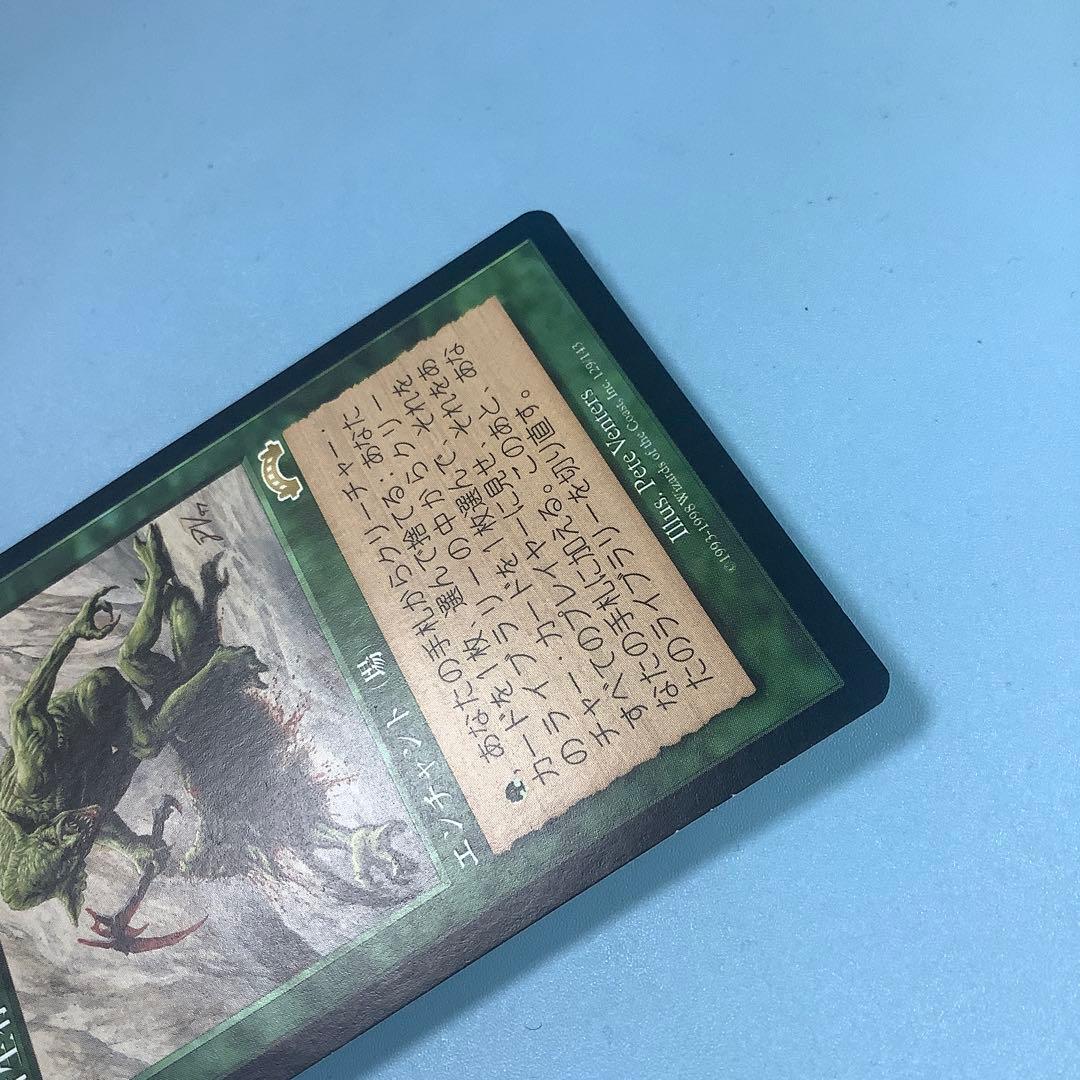 エンチャント（場）
, あなたの手札からクリーチャー・
カードを1枚、選んで捨てる：あなた
のライブラリーの中からクリー
チャー・カードを1枚選んで、それを
すべてのプレイヤーに見せ、それをあ
なたの手札に加える。このあと、あな
たのライブラリーを切り直す。
Illus. Pete Venters
©1993-1998 Wizards of the Coast, Inc. 129/143